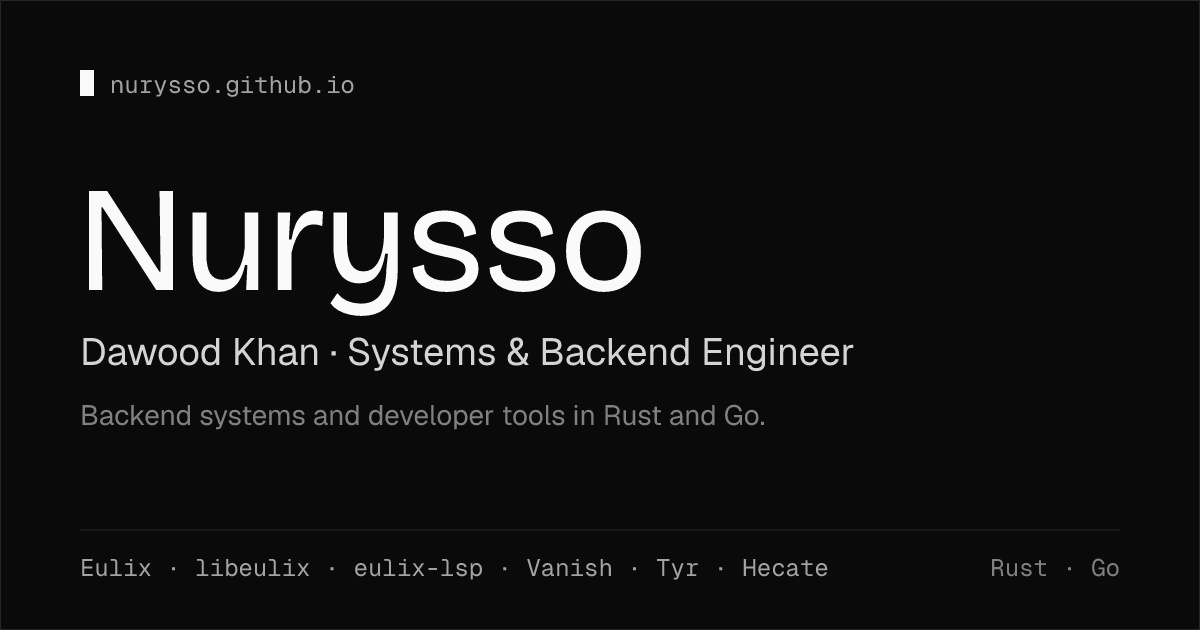 nurysso.github.io
Nurysso
Dawood Khan · Systems & Backend Engineer
Backend systems and developer tools in Rust and Go.
Eulix · libeulix · eulix-lsp · Vanish · Tyr · Hecate
Rust · Go